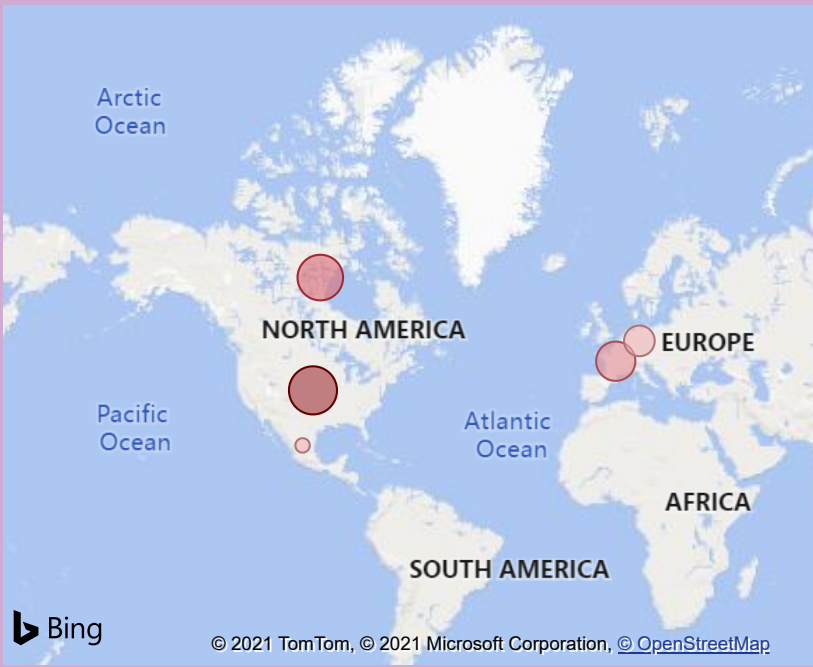 Arctic
Ocean
NORTH AMERICA
EUROPE
Pacific
Ocean
Atlantic
Ocean
AFRICA
SOUTH AMERICA
Bing
© 2021 TomTom, © 2021 Microsoft Corporation, © OpenStreetMap